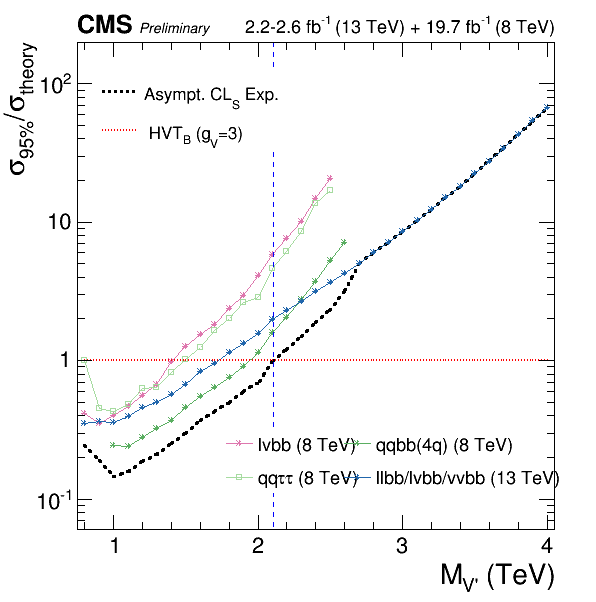 CMS Preliminary 2.2-2.6 fb⁻¹ (13 TeV) + 19.7 fb⁻¹ (8 TeV)
σ95%/σtheory
10²
Asympt. CLS Exp.
HVTB (gV=3)
10
1
lvbb (8 TeV) qqbb(4q) (8 TeV)
qqττ (8 TeV) llbb/lvbb/vvbb (13 TeV)
10⁻¹
1 2 3 4
MV' (TeV)